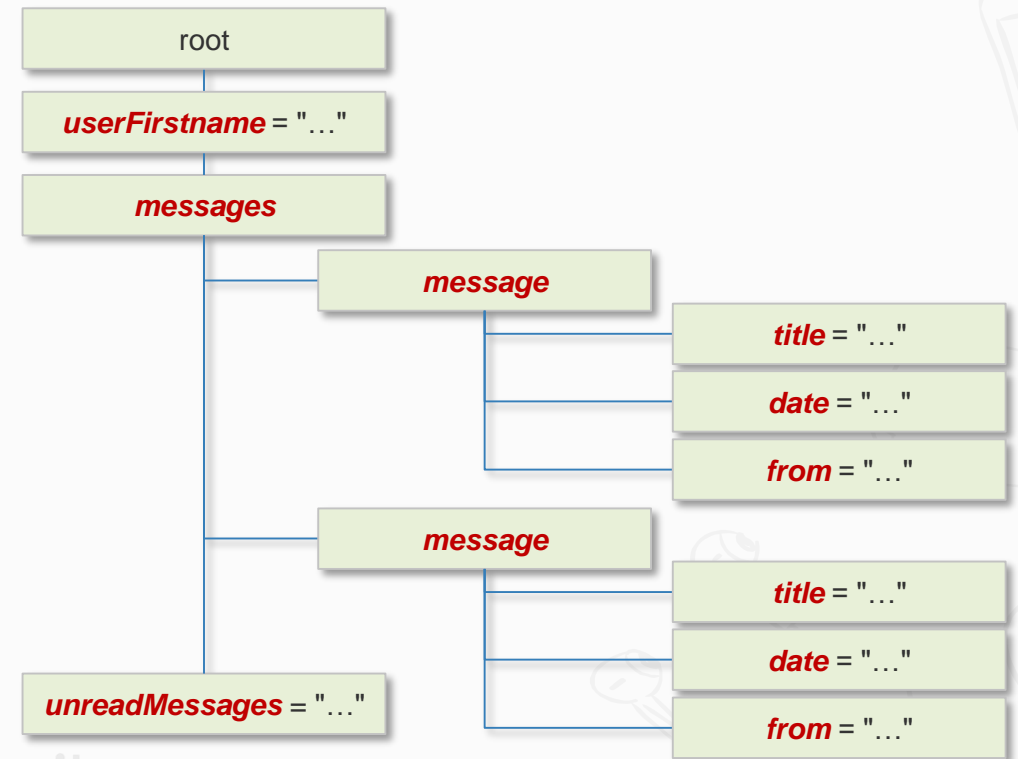 root
userFirstname = "…"
messages
message
title = "…"
date = "…"
from = "…"
message
title = "…"
date = "…"
from = "…"
unreadMessages = "…"